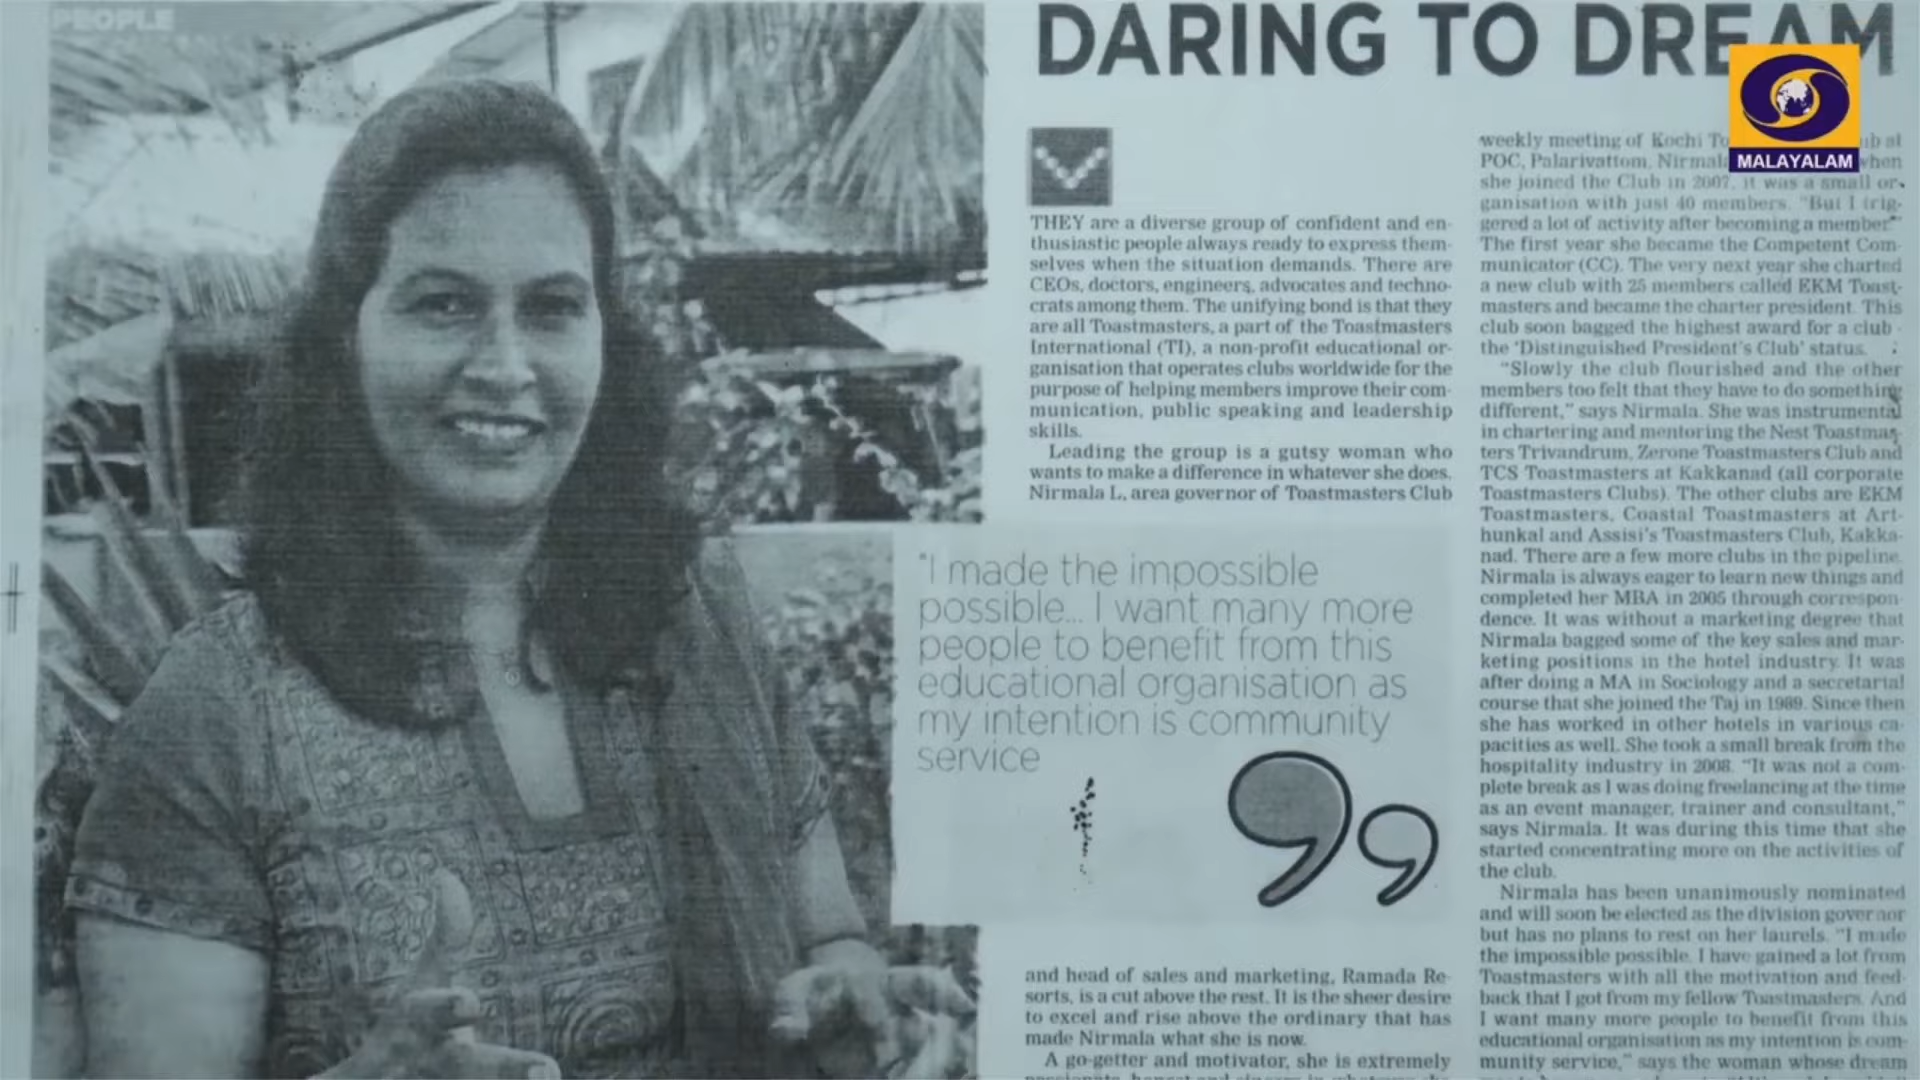 PEOPLE
DARING TO DREAM
MALAYALAM
THEY are a diverse group of confident and en-
thusiastic people always ready to express them-
selves when the situation demands. There are
CEOs, doctors, engineers, advocates and techno-
crats among them. The unifying bond is that they
are all Toastmasters, a part of the Toastmasters
International (TI), a non-profit educational or-
ganisation that operates clubs worldwide for the
purpose of helping members improve their com-
munication, public speaking and leadership
skills.
Leading the group is a gutsy woman who
wants to make a difference in whatever she does.
Nirmala L, area governor of Toastmasters Club
"I made the impossible
possible... I want many more
people to benefit from this
educational organisation as
my intention is community
service
and head of sales and marketing, Ramada Re-
sorts, is a cut above the rest. It is the sheer desire
to excel and rise above the ordinary that has
made Nirmala what she is now.
A go-getter and motivator, she is extremely
weekly meeting of Kochi
POC, Palarivattom, when
she joined the Club in 2007, it was a small or-
ganisation with just 40 members. "But I trig-
gered a lot of activity after becoming a member."
The first year she became the Competent Com-
municator (CC). The very next year she charted
a new club with 25 members called EKM Toast-
masters and became the charter president. This
club soon bagged the highest award for a club -
the 'Distinguished President's Club' status.
"Slowly the club flourished and the other
members too felt that they have to do something
different," says Nirmala. She was instrumental
in chartering and mentoring the Nest Toastmas-
ters Trivandrum, Zerone Toastmasters Club and
TCS Toastmasters at Kakkanad (all corporate
Toastmasters Clubs). The other clubs are EKM
Toastmasters, Coastal Toastmasters at Art-
hunkal and Assisi's Toastmasters Club, Kakka-
nad. There are a few more clubs in the pipeline.
Nirmala is always eager to learn new things and
completed her MBA in 2005 through correspon-
dence. It was without a marketing degree that
Nirmala bagged some of the key sales and mar-
keting positions in the hotel industry. It was
after doing a MA in Sociology and a secretarial
course that she joined the Taj in 1989. Since then
she has worked in other hotels in various ca-
pacities as well. She took a small break from the
hospitality industry in 2008. "It was not a com-
plete break as I was doing freelancing at the time
as an event manager, trainer and consultant,"
says Nirmala. It was during this time that she
started concentrating more on the activities of
the club.
Nirmala has been unanimously nominated
and will soon be elected as the division governor
but has no plans to rest on her laurels. "I made
the impossible possible. I have gained a lot from
Toastmasters with all the motivation and feed-
back that I got from my fellow Toastmasters. And
I want many more people to benefit from this
educational organisation as my intention is com-
munity service," says the woman whose dream